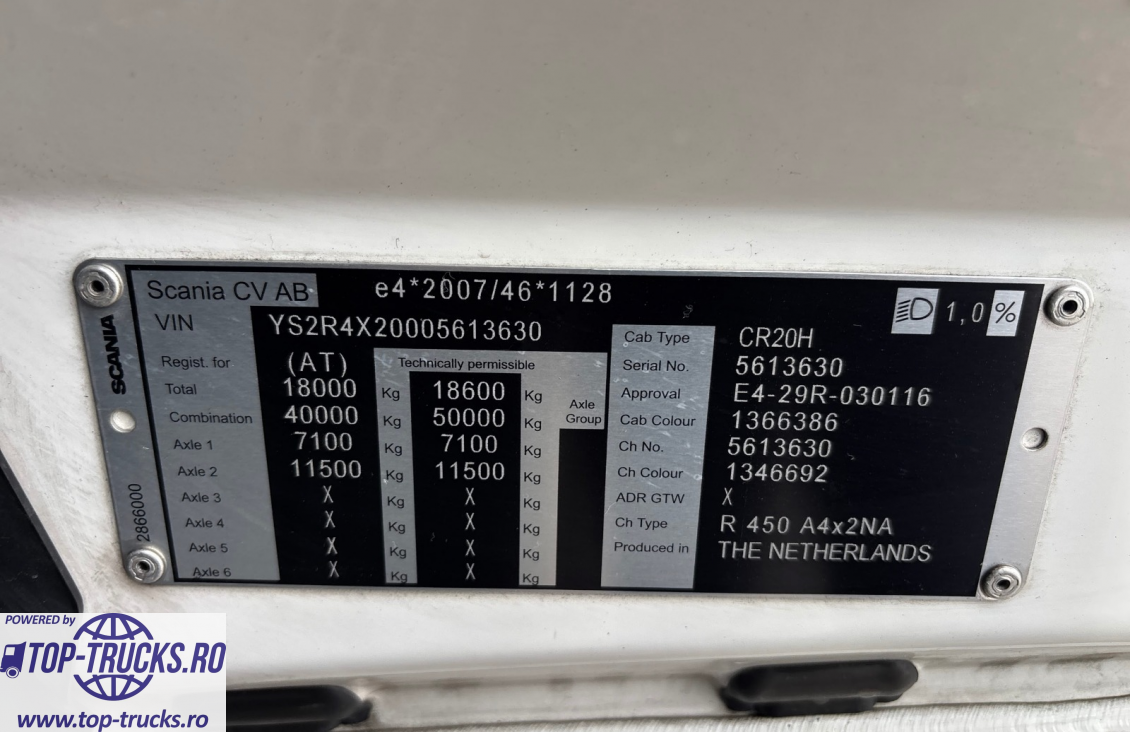 Scania CV AB
e4*2007/46*1128
1,0 %
VIN YS2R4X20005613630
Regist. for (AT)
Technically permissible
Total 18000 Kg 18600 Kg
Axle Group
Combination 40000 Kg 50000 Kg
Axle 1 7100 Kg 7100 Kg
Axle 2 11500 Kg 11500 Kg
Axle 3 X Kg X Kg
Axle 4 X Kg X Kg
Axle 5 X Kg X Kg
Axle 6 X Kg X Kg
Cab Type CR20H
Serial No. 5613630
Approval E4-29R-030116
Cab Colour 1366386
Ch No. 5613630
Ch Colour 1346692
ADR GTW X
Ch Type R 450 A4x2NA
Produced in THE NETHERLANDS
SCANIA
2866000
POWERED by
TOP-TRUCKS.RO
www.top-trucks.ro